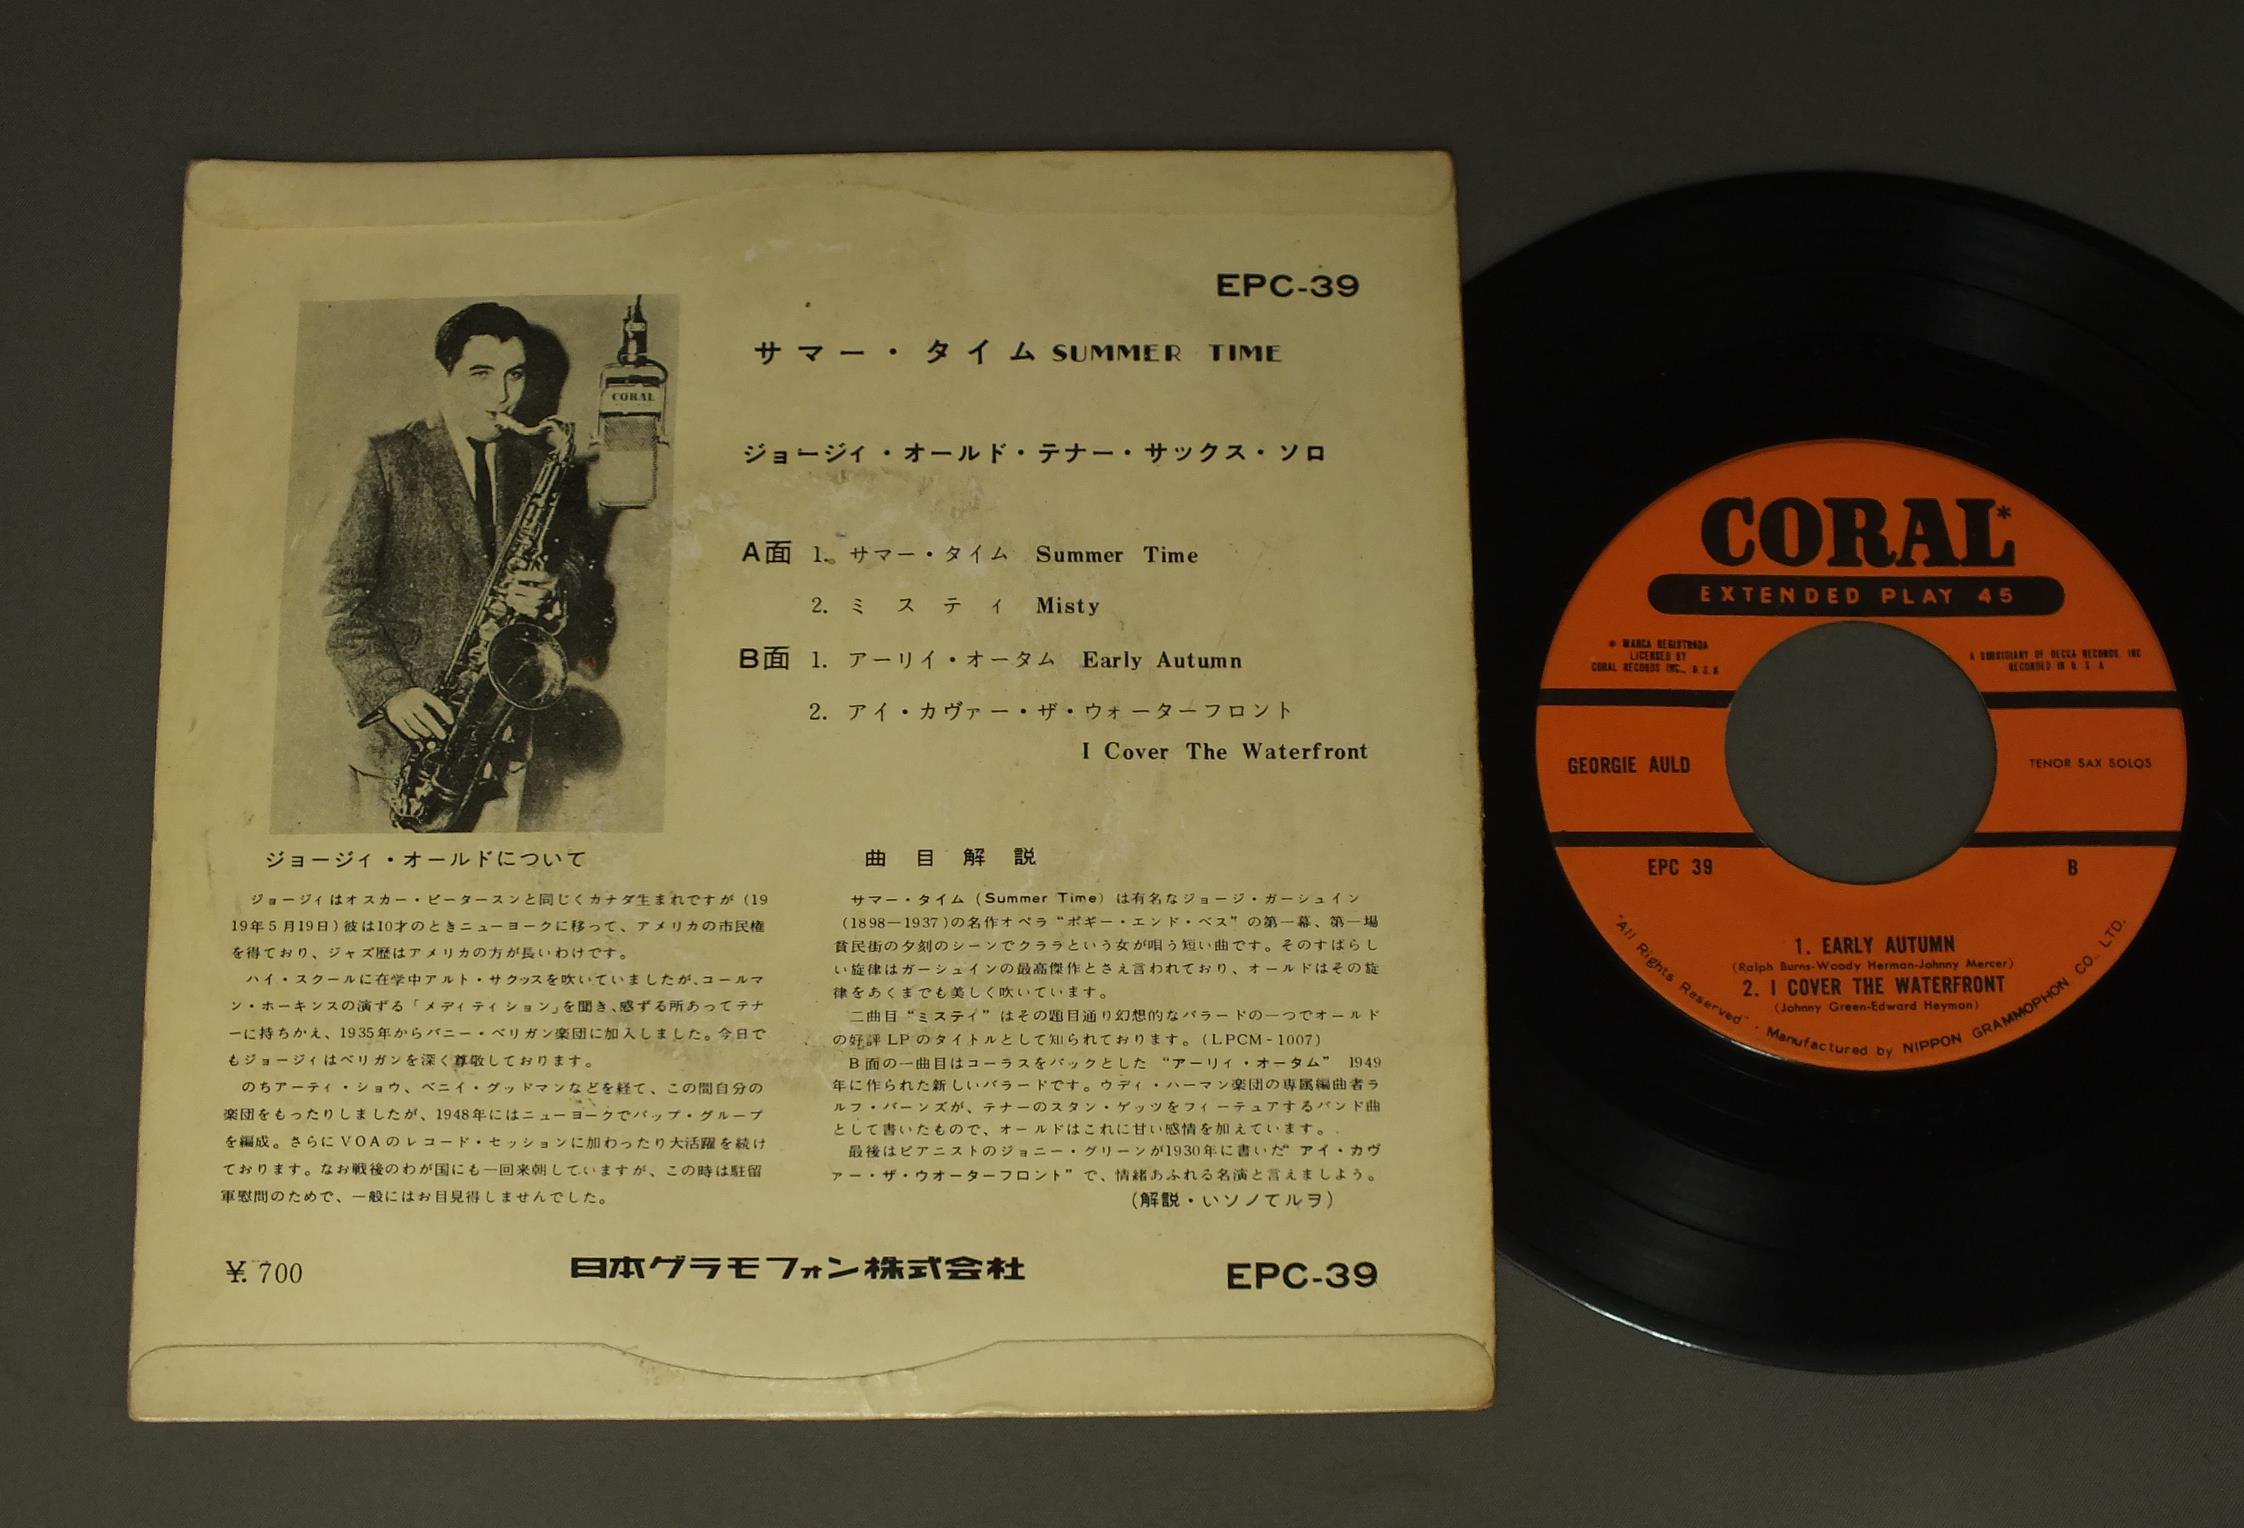 EPC-39
サマー・タイム SUMMER TIME
ジョージィ・オールド・テナー・サックス・ソロ
A面 1. サマー・タイム Summer Time
2. ミスティ Misty
B面 1. アーリイ・オータム Early Autumn
2. アイ・カヴァー・ザ・ウォーターフロント
I Cover The Waterfront
CORAL
ジョージィ・オールドについて
ジョージィはオスカー・ピータースンと同じくカナダ生まれですが(19
19年5月19日)彼は10才のときニューヨークに移って、アメリカの市民権
を得ており、ジャズ歴はアメリカの方が長いわけです。
ハイ・スクールに在学中アルト・サクッスを吹いていましたが、コールマ
ン・ホーキンスの演ずる「メディティション」を聞き、感ずる所あってテナ
ーに持ちかえ、1935年からバニー・ベリガン楽団に加入しました。今日で
もジョージィはベリガンを深く尊敬しております。
のちアーティ・ショウ、ベニイ・グッドマンなどを経て、この間自分の
楽団をもったりしましたが、1948年にはニューヨークでバップ・グループ
を編成。さらにVOAのレコード・セッションに加わったり大活躍を続け
ております。なお戦後のわが国にも一回来朝していますが、この時は駐留
軍慰問のためで、一般にはお目見得しませんでした。
曲目解説
サマー・タイム (Summer Time) は有名なジョージ・ガーシュイン
(1898—1937)の名作オペラ“ポギー・エンド・ベス”の第一幕、第一場
貧民街の夕刻のシーンでクララという女が唄う短い曲です。そのすばらし
い旋律はガーシュインの最高傑作とさえ言われており、オールドはその旋
律をあくまでも美しく吹いています。
二曲目“ミスティ”はその題目通り幻想的なバラードの一つでオールド
の好評LPのタイトルとして知られております。(LPCM-1007)
B面の一曲目はコーラスをバックとした “アーリィ・オータム” 1949
年に作られた新しいバラードです。ウディ・ハーマン楽団の専属編曲者ラ
ルフ・バーンズが、テナーのスタン・ゲッツをフィーテュアするバンド曲
として書いたもので、オールドはこれに甘い感情を加えています。
最後はピアニストのジョニー・グリーンが1930年に書いた“アイ・カヴ
ァー・ザ・ウオーターフロント”で、情緒あふれる名演と言えましよう。
(解説・いソノてルヲ)
¥.700
日本グラモフォン株式会社
EPC-39
CORAL*
EXTENDED PLAY 45
* MARCA REGISTRADA
LICENSED BY
CORAL RECORDS INC., U.S.A
A SUBSIDIARY OF DECCA RECORDS INC
RECORDED IN U.S.A
GEORGIE AULD
TENOR SAX SOLOS
EPC 39
B
1. EARLY AUTUMN
(Ralph Burns-Woody Herman-Johnny Mercer)
2. I COVER THE WATERFRONT
(Johnny Green-Edward Heyman)
"All Rights Reserved" · Manufactured by NIPPON GRAMMOPHON CO., LTD.